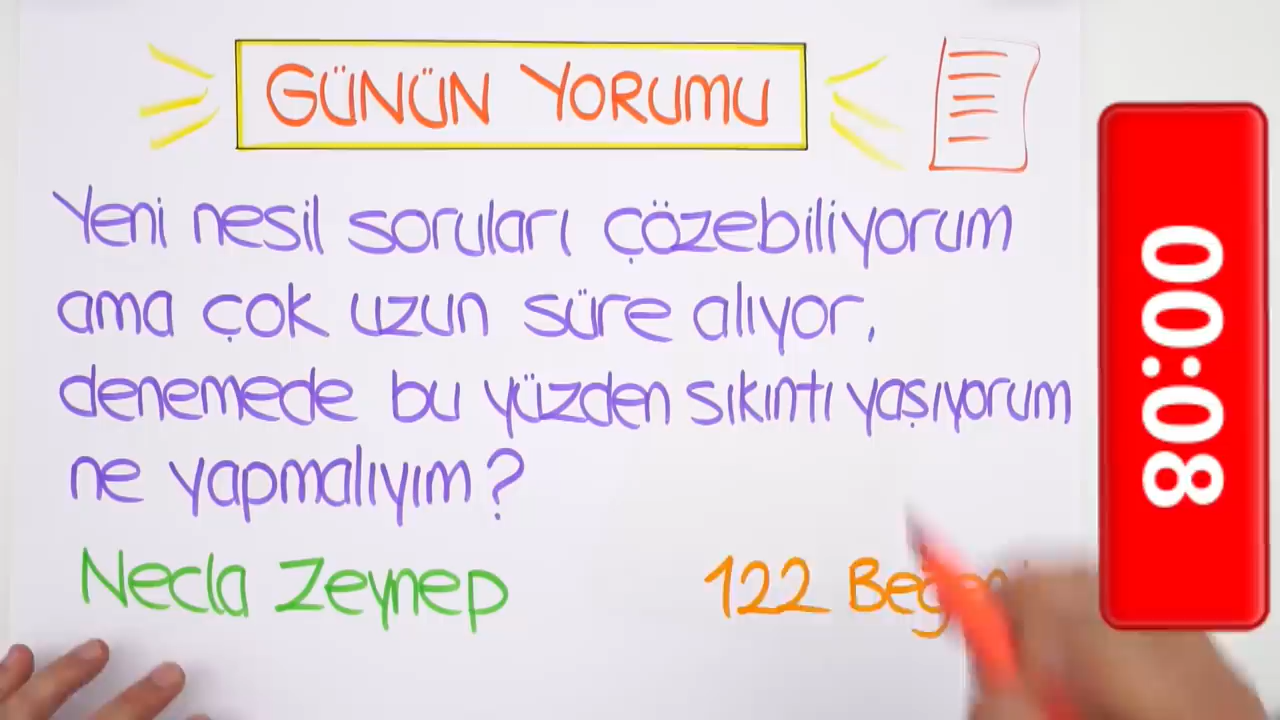 GÜNÜN YORUMU
Yeni nesil soruları çözebiliyorum
ama çok uzun süre alıyor,
denemede bu yüzden sıkıntı yaşıyorum
ne yapmalıyım?
Necla Zeynep
122
00:08